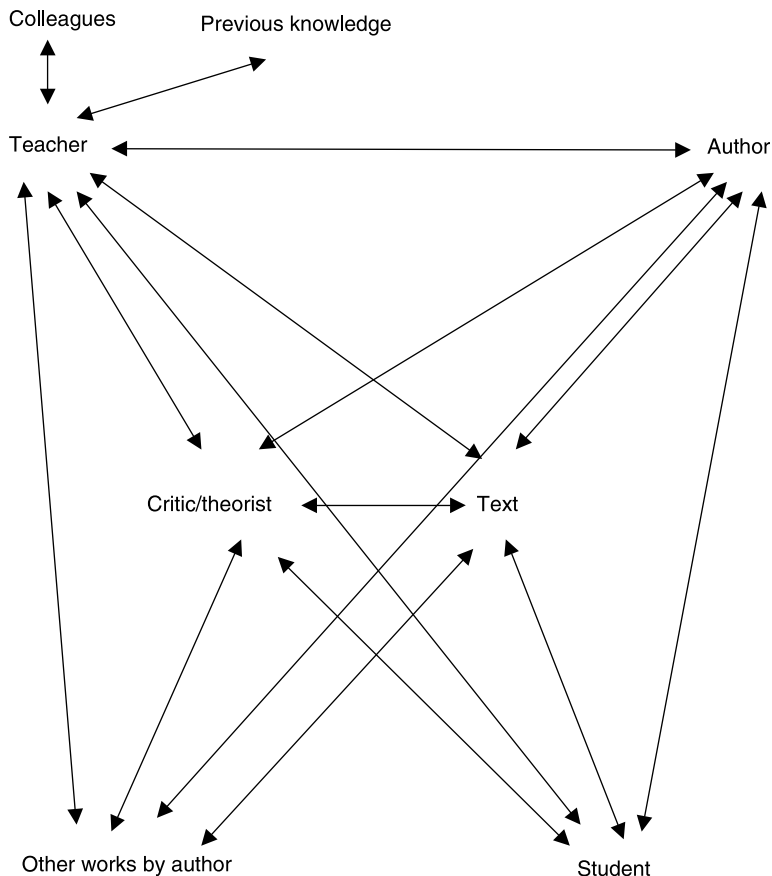 Colleagues
Previous knowledge
Teacher
Author
Critic/theorist
Text
Other works by author
Student